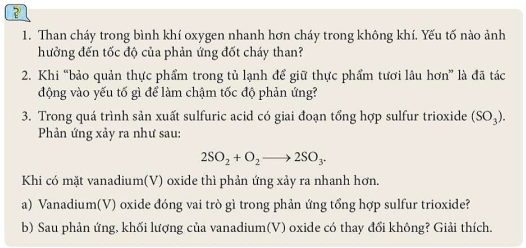 1. Than cháy trong bình khí oxygen nhanh hơn cháy trong không khí. Yếu tố nào ảnh
hưởng đến tốc độ của phản ứng đốt cháy than?
2. Khi “bảo quản thực phẩm trong tủ lạnh để giữ thực phẩm tươi lâu hơn” là đã tác
động vào yếu tố gì để làm chậm tốc độ phản ứng?
3. Trong quá trình sản xuất sulfuric acid có giai đoạn tổng hợp sulfur trioxide (SO₃).
Phản ứng xảy ra như sau:
2SO₂ + O₂ ⟶ 2SO₃.
Khi có mặt vanadium(V) oxide thì phản ứng xảy ra nhanh hơn.
a) Vanadium(V) oxide đóng vai trò gì trong phản ứng tổng hợp sulfur trioxide?
b) Sau phản ứng, khối lượng của vanadium(V) oxide có thay đổi không? Giải thích.